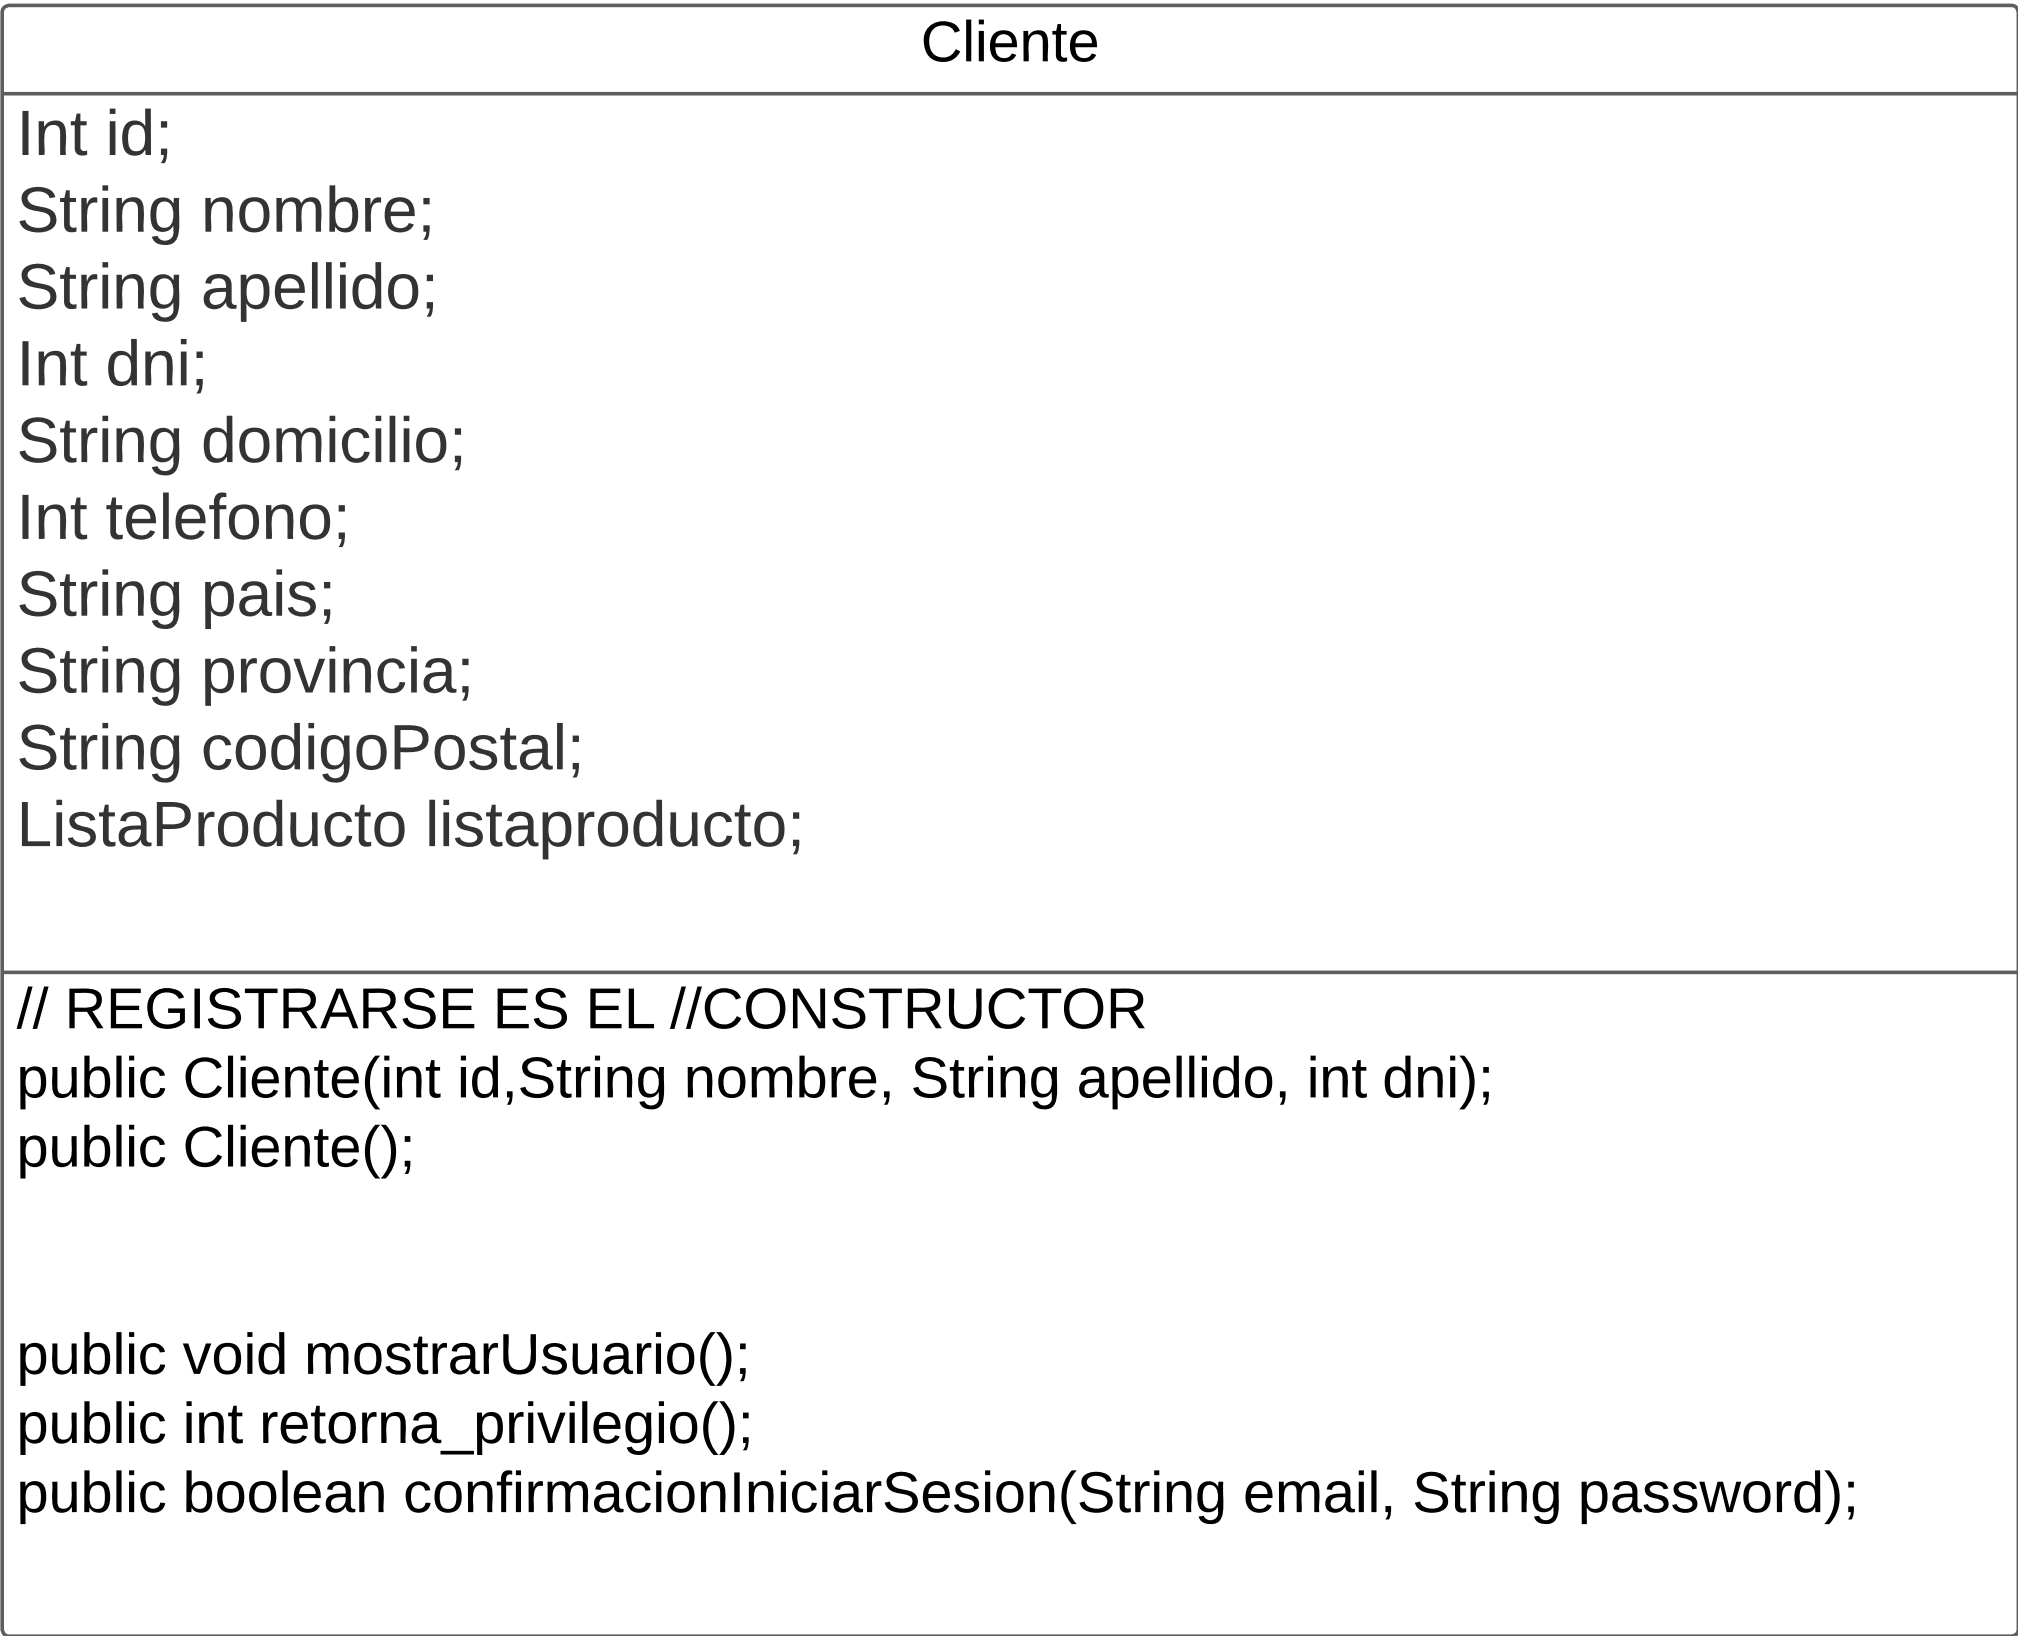 Cliente
Int id;
String nombre;
String apellido;
Int dni;
String domicilio;
Int telefono;
String pais;
String provincia;
String codigoPostal;
ListaProducto listaproducto;
// REGISTRARSE ES EL //CONSTRUCTOR
public Cliente(int id,String nombre, String apellido, int dni);
public Cliente();
public void mostrarUsuario();
public int retorna_privilegio();
public boolean confirmacionIniciarSesion(String email, String password);